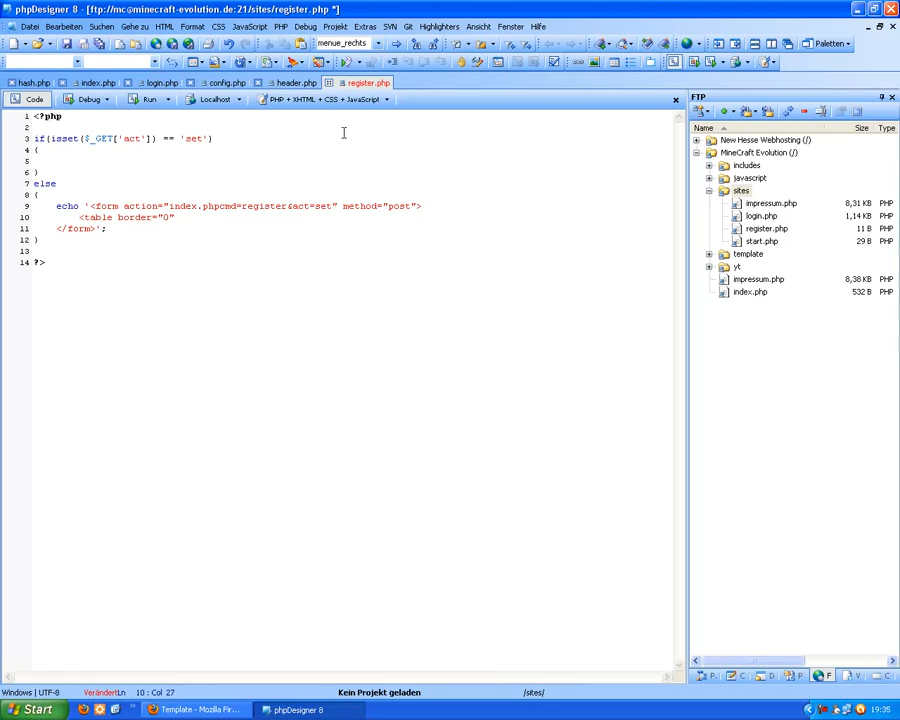 phpDesigner 8 - [ftp://mc@minecraft-evolution.de:21/sites/register.php *]
Datei Bearbeiten Suchen Gehe zu HTML Format CSS JavaScript PHP Debug Projekt Extras SVN Git Highlighters Ansicht Fenster Hilfe
menue_rechts Paletten
hash.php index.php login.php config.php header.php register.php
Code Debug Run Localhost PHP + XHTML + CSS + JavaScript
1 <?php
2
3 if(isset($_GET['act']) == 'set')
4 {
5
6 }
7 else
8 {
9 echo '<form action="index.phpcmd=register&act=set" method="post">
10 <table border="0"
11 </form>';
12 }
13
14 ?>
FTP
Name Size Type
New Hesse Webhosting (/)
MineCraft Evolution (/)
includes
javascript
sites
impressum.php 8,31 KB PHP
login.php 1,14 KB PHP
register.php 11 B PHP
start.php 29 B PHP
template
yt
impressum.php 8,38 KB PHP
index.php 532 B PHP
P. C D. P F V C
Windows | UTF-8 Verändert Ln 10 : Col 27 Kein Projekt geladen /sites/
Start Template - Mozilla Fir... phpDesigner 8 19:35